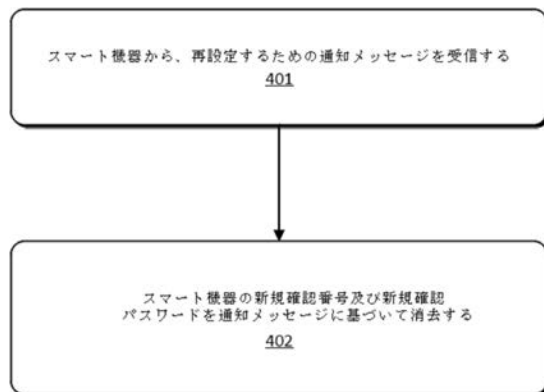 スマート機器から、再設定するための通知メッセージを受信する
401
スマート機器の新規確認番号及び新規確認
パスワードを通知メッセージに基づいて消去する
402